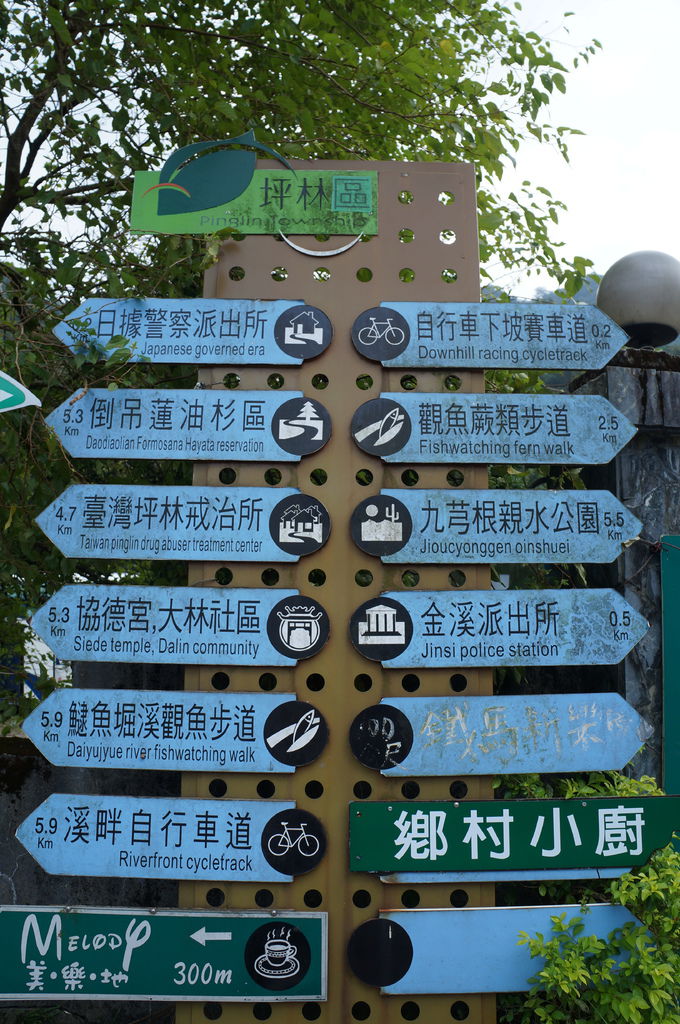 坪林區
Pinglin Township
日據警察派出所
Km
Japanese governed era
5.3 Km 倒吊蓮油杉區
Daodiaolian Formosana Hayata reservation
4.7 Km 臺灣坪林戒治所
Taiwan pinglin drug abuser treatment center
5.3 Km 協德宮,大林社區
Siede temple, Dalin community
5.9 Km 鱢魚堀溪觀魚步道
Daiyujyue river fishwatching walk
5.9 Km 溪畔自行車道
Riverfront cycletrack
MELODY
美·樂·地
300m
自行車下坡賽車道 0.2 Km
Downhill racing cycletrack
觀魚蕨類步道 2.5 Km
Fishwatching fern walk
九芎根親水公園 5.5 Km
Jioucyonggen oinshuei
金溪派出所 0.5 Km
Jinsi police station
鐵馬新樂
鄉村小廚